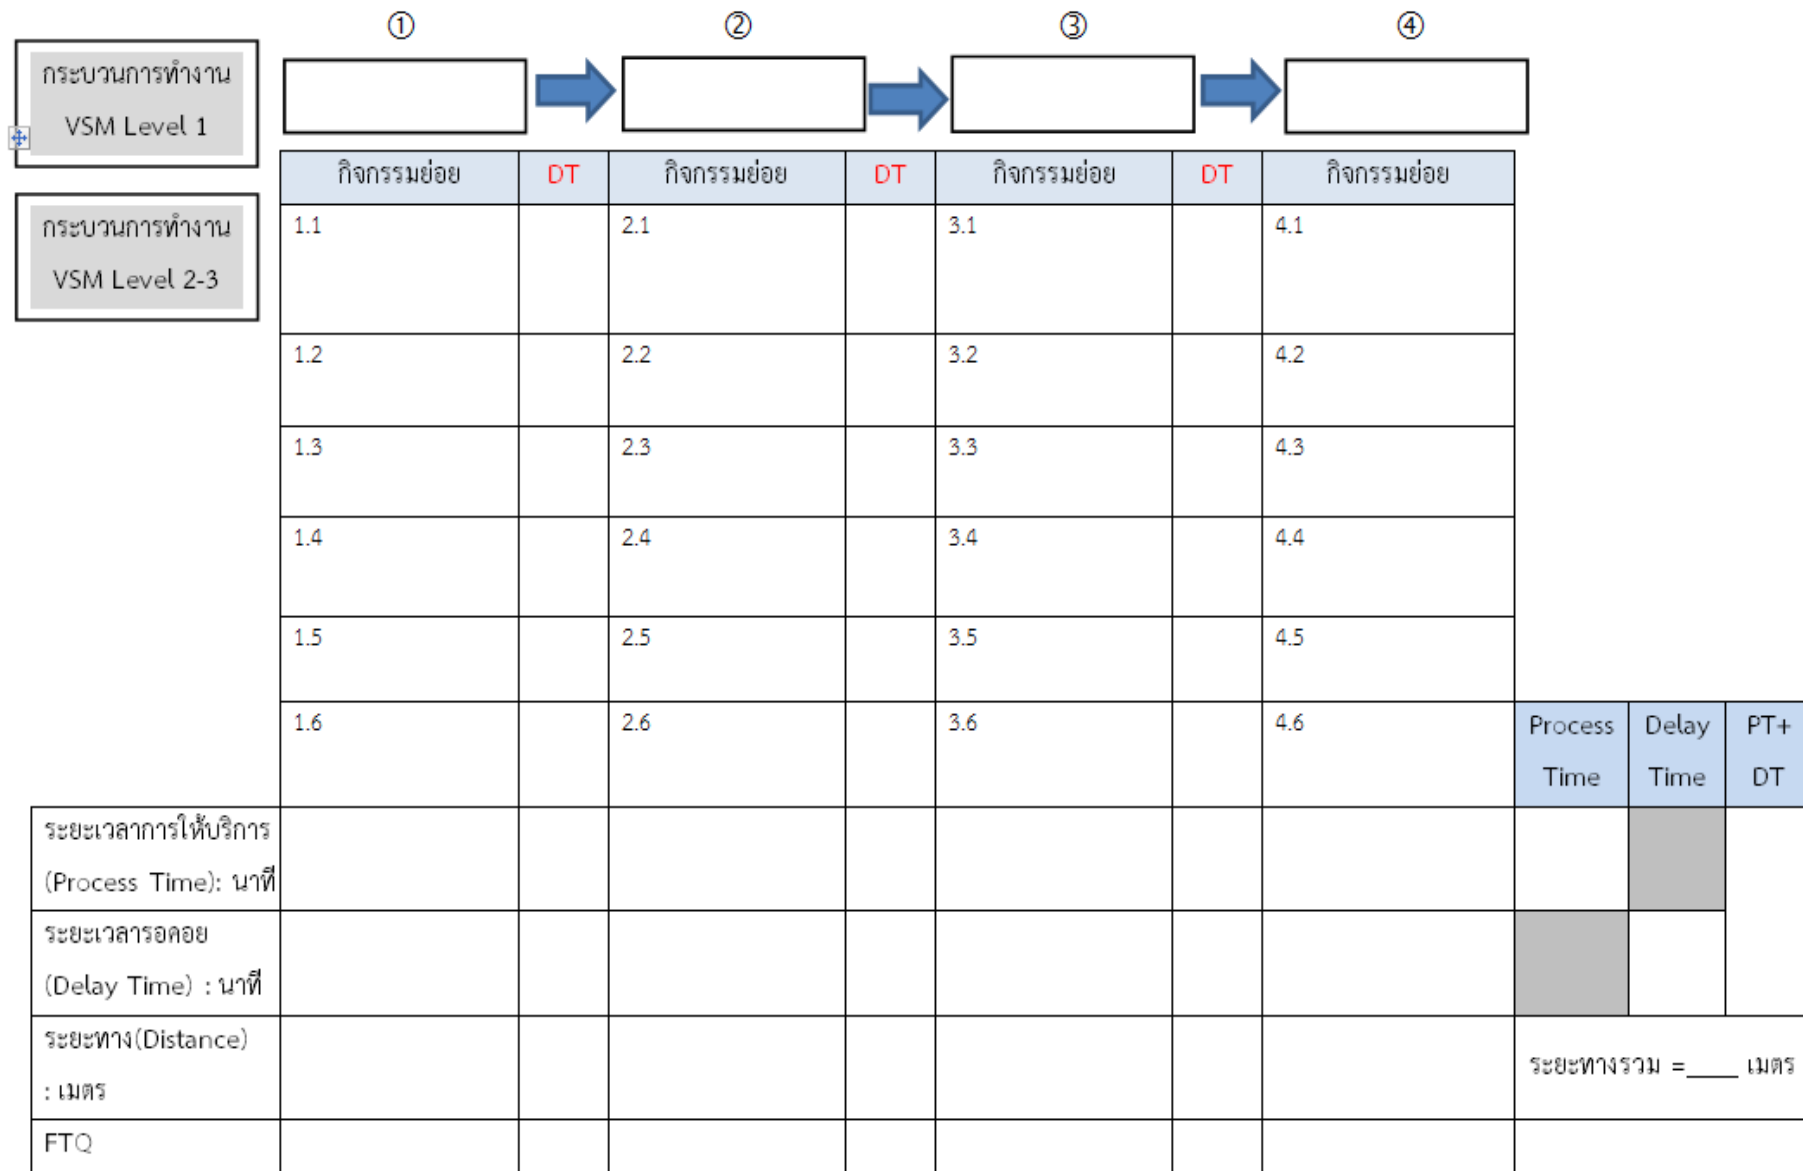 ① ② ③ ④
กระบวนการทำงาน
VSM Level 1
กระบวนการทำงาน
VSM Level 2-3
กิจกรรมย่อย DT กิจกรรมย่อย DT กิจกรรมย่อย DT กิจกรรมย่อย
1.1 2.1 3.1 4.1
1.2 2.2 3.2 4.2
1.3 2.3 3.3 4.3
1.4 2.4 3.4 4.4
1.5 2.5 3.5 4.5
1.6 2.6 3.6 4.6
Process Delay PT+
Time Time DT
ระยะเวลาการให้บริการ
(Process Time): นาที
ระยะเวลารอคอย
(Delay Time) : นาที
ระยะทาง(Distance)
: เมตร
ระยะทางรวม =____ เมตร
FTQ